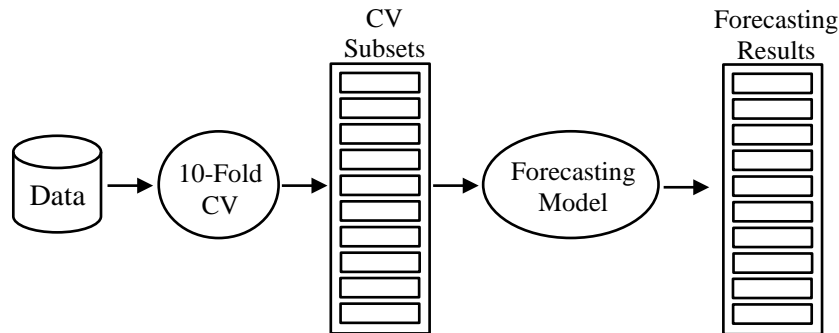 Data
10-Fold
CV
CV
Subsets
Forecasting
Model
Forecasting
Results